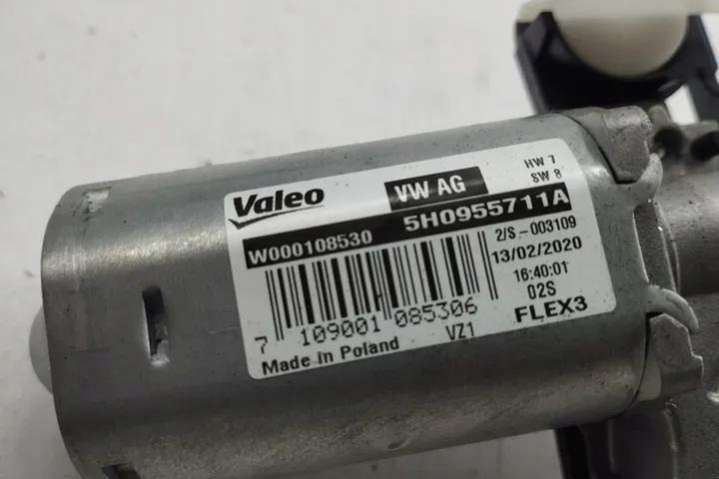 Valeo
VW AG
HW 7
SW 8
W000108530
5H0955711A
2/S-003109
13/02/2020
16:40:01
02S
FLEX3
7 109001 085306
VZ1
Made in Poland